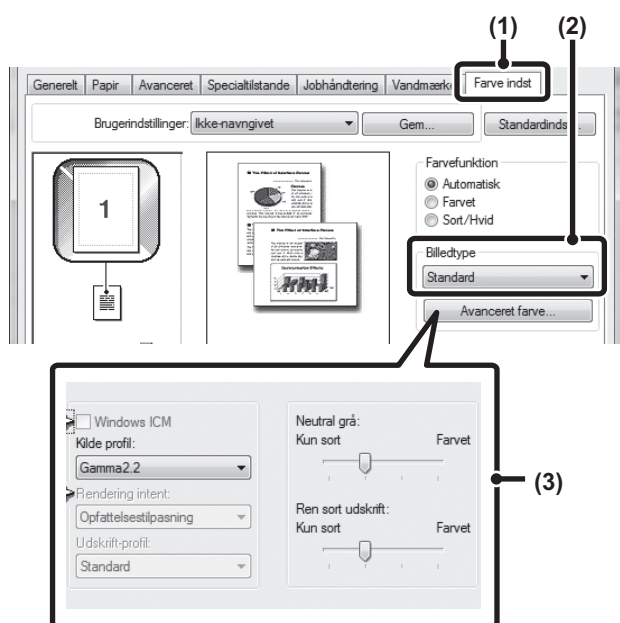 (1) (2)
Generelt Papir Avanceret Specialtilstande Jobhåndtering Vandmærk Farve indst
Brugerindstillinger: Ikke-navngivet Gem... Standardinds
1
Farvefunktion
Automatisk
Farvet
Sort/Hvid
Billedtype
Standard
Avanceret farve...
Windows ICM
Kilde profil:
Gamma2.2
Rendering intent:
Opfattelsestilpasning
Udskrift-profil:
Standard
Neutral grå:
Kun sort Farvet
Ren sort udskrift:
Kun sort Farvet
(3)